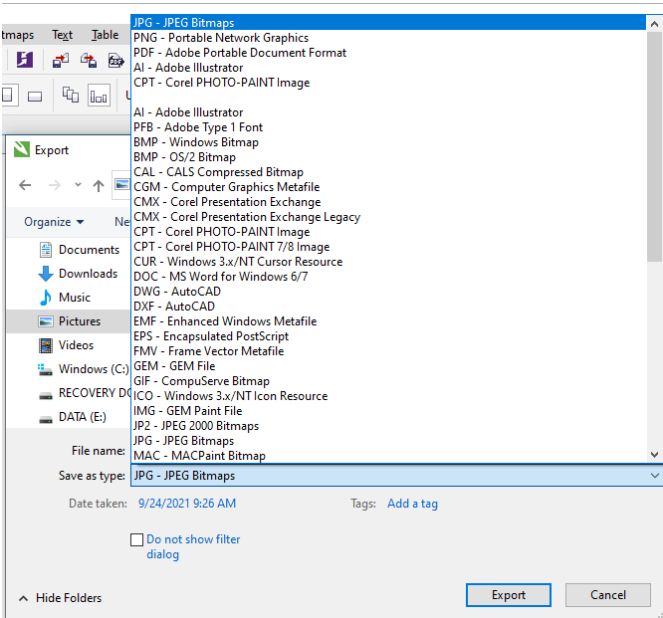 tmaps Text Table
JPG - JPEG Bitmaps
PNG - Portable Network Graphics
PDF - Adobe Portable Document Format
AI - Adobe Illustrator
CPT - Corel PHOTO-PAINT Image
AI - Adobe Illustrator
PFB - Adobe Type 1 Font
BMP - Windows Bitmap
BMP - OS/2 Bitmap
CAL - CALS Compressed Bitmap
CGM - Computer Graphics Metafile
CMX - Corel Presentation Exchange
CMX - Corel Presentation Exchange Legacy
CPT - Corel PHOTO-PAINT Image
CPT - Corel PHOTO-PAINT 7/8 Image
CUR - Windows 3.x/NT Cursor Resource
DOC - MS Word for Windows 6/7
DWG - AutoCAD
DXF - AutoCAD
EMF - Enhanced Windows Metafile
EPS - Encapsulated PostScript
FMV - Frame Vector Metafile
GEM - GEM File
GIF - CompuServe Bitmap
ICO - Windows 3.x/NT Icon Resource
IMG - GEM Paint File
JP2 - JPEG 2000 Bitmaps
JPG - JPEG Bitmaps
MAC - MACPaint Bitmap
Export
Organize Ne
Documents
Downloads
Music
Pictures
Videos
Windows (C:)
RECOVERY DO
DATA (E:)
File name:
Save as type: JPG - JPEG Bitmaps
Date taken: 9/24/2021 9:26 AM Tags: Add a tag
Do not show filter
dialog
Hide Folders Export Cancel